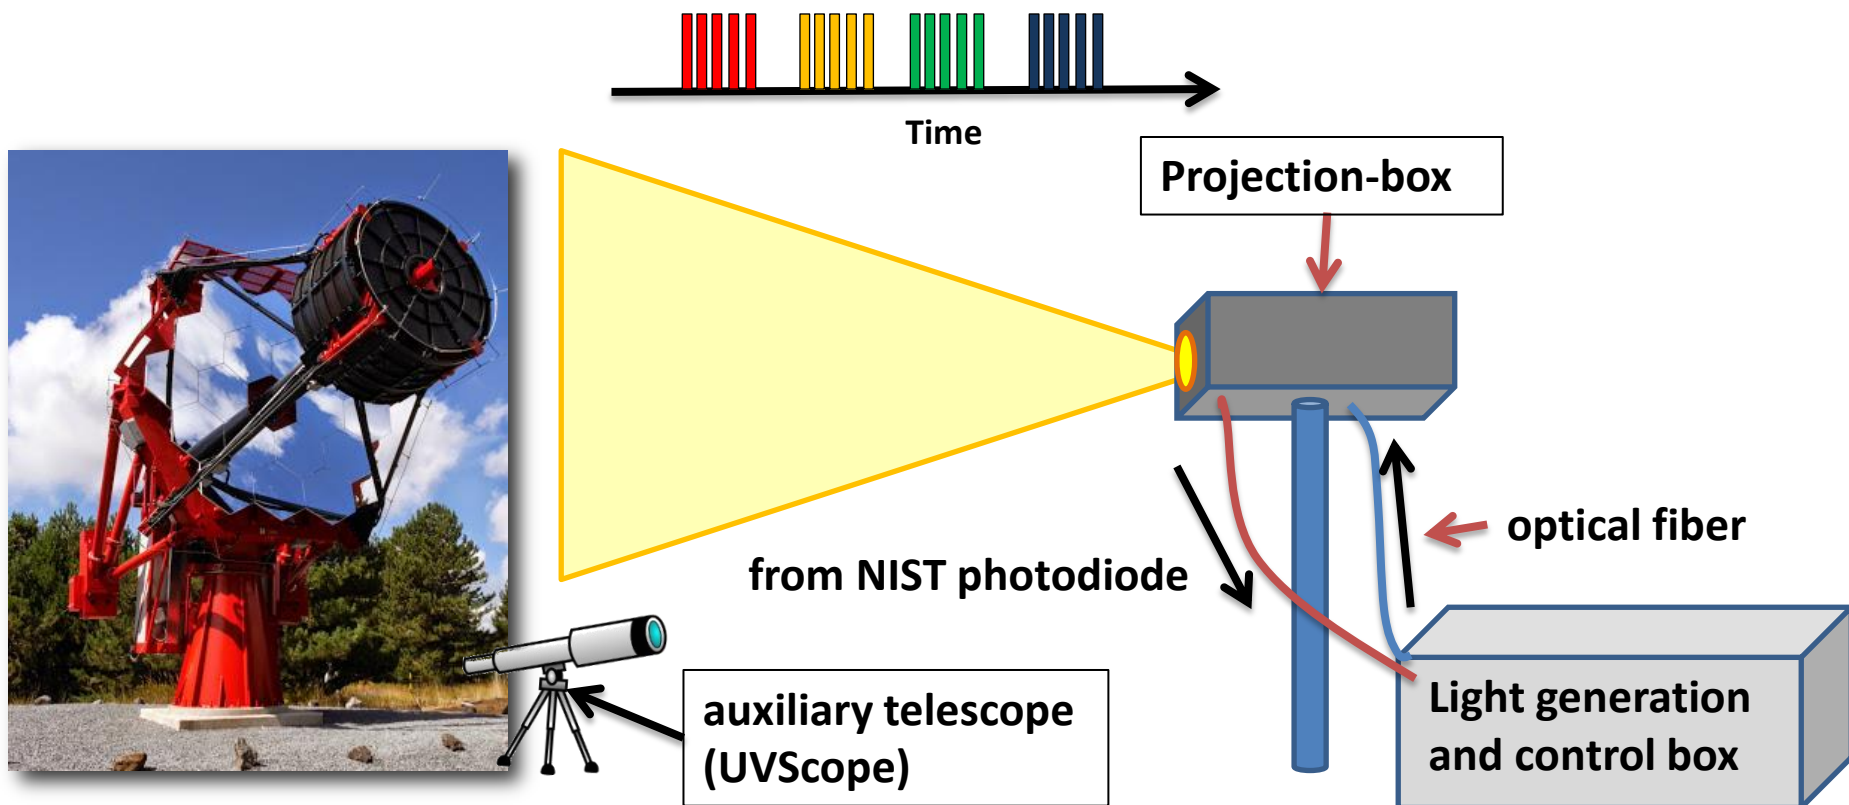 Time
Projection-box
optical fiber
from NIST photodiode
auxiliary telescope
(UVScope)
Light generation
and control box